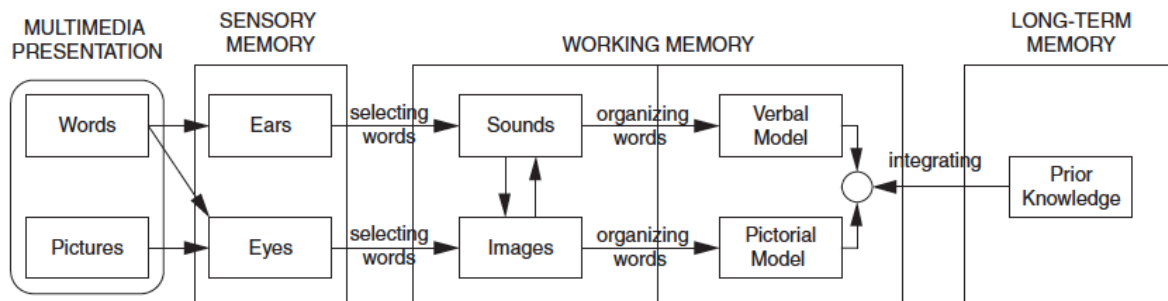 MULTIMEDIA
PRESENTATION
SENSORY
MEMORY
WORKING MEMORY
LONG-TERM
MEMORY
Words
Ears
selecting
words
Sounds
organizing
words
Verbal
Model
integrating
Prior
Knowledge
Pictures
Eyes
selecting
words
Images
organizing
words
Pictorial
Model